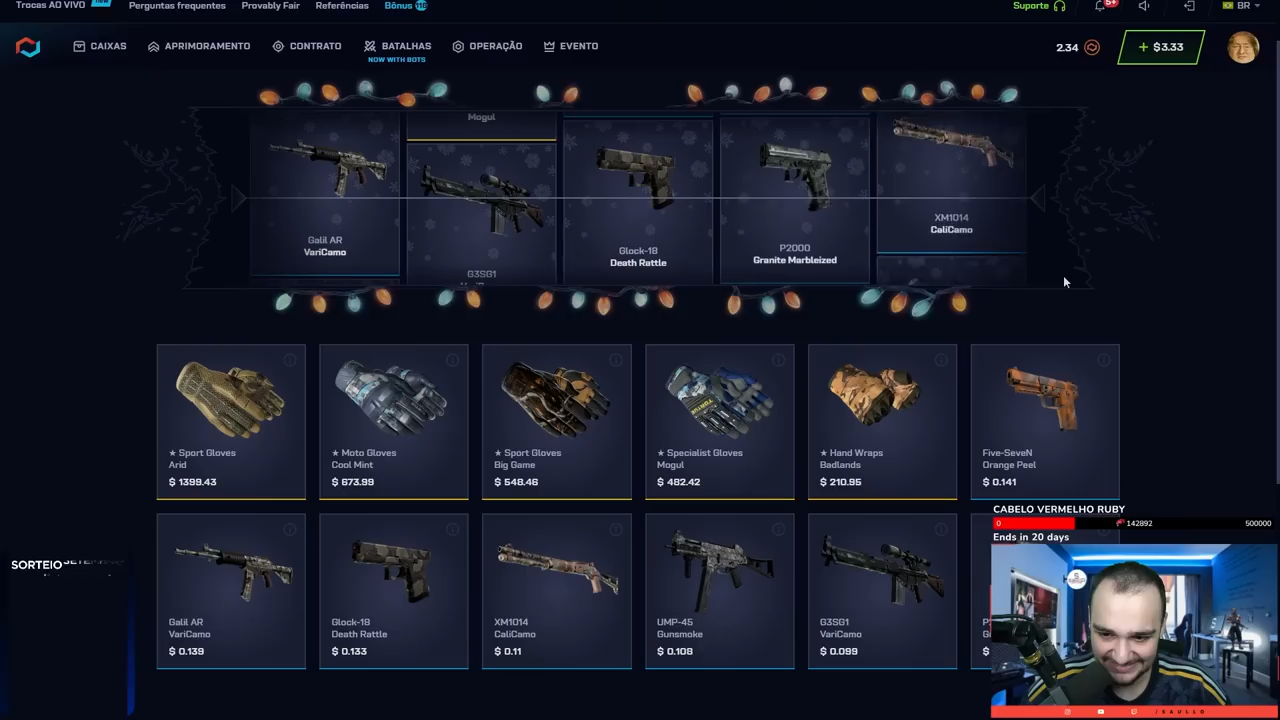 Trocas AO VIVO
Perguntas frequentes
Provably Fair
Referências
Bônus
Suporte
5+
BR
CAIXAS
APRIMORAMENTO
CONTRATO
BATALHAS
NOW WITH BOTS
OPERAÇÃO
EVENTO
2.34
+ $3.33
Galil AR
VariCamo
Mogul
G3SG1
Glock-18
Death Rattle
P2000
Granite Marbleized
XM1014
CaliCamo
★ Sport Gloves
Arid
$ 1399.43
★ Moto Gloves
Cool Mint
$ 673.99
★ Sport Gloves
Big Game
$ 548.46
★ Specialist Gloves
Mogul
$ 482.42
★ Hand Wraps
Badlands
$ 210.95
Five-SeveN
Orange Peel
$ 0.141
Galil AR
VariCamo
$ 0.139
Glock-18
Death Rattle
$ 0.133
XM1014
CaliCamo
$ 0.11
UMP-45
Gunsmoke
$ 0.108
G3SG1
VariCamo
$ 0.099
CABELO VERMELHO RUBY
0
142892
500000
Ends in 20 days
SORTEIO
/SAULLO